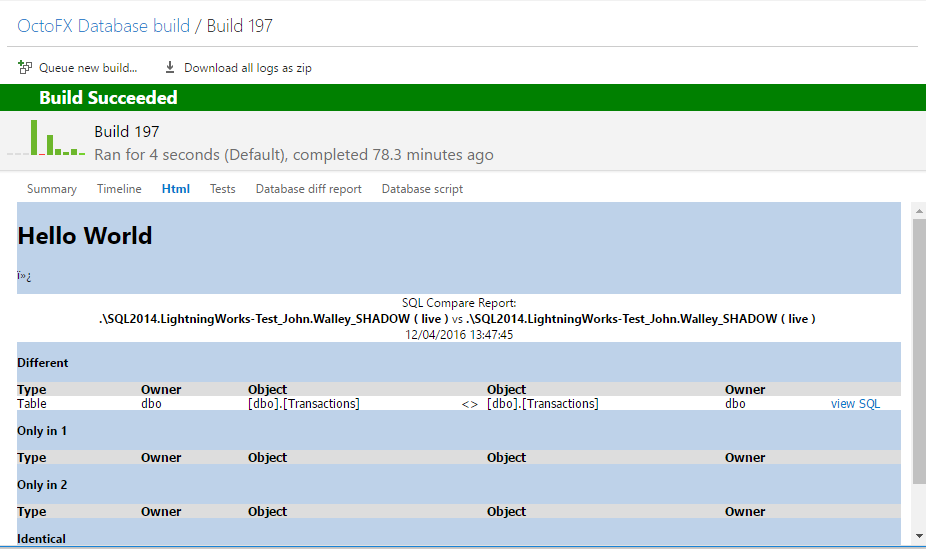 OctoFX Database build / Build 197
Queue new build... Download all logs as zip
Build Succeeded
Build 197
Ran for 4 seconds (Default), completed 78.3 minutes ago
Summary Timeline Html Tests Database diff report Database script
Hello World
ï»¿
SQL Compare Report:
.\SQL2014.LightningWorks-Test_John.Walley_SHADOW ( live ) vs .\SQL2014.LightningWorks-Test_John.Walley_SHADOW ( live )
12/04/2016 13:47:45
Different
Type Owner Object Object Owner
Table dbo [dbo].[Transactions] <> [dbo].[Transactions] dbo view SQL
Only in 1
Type Owner Object Object Owner
Only in 2
Type Owner Object Object Owner
Identical